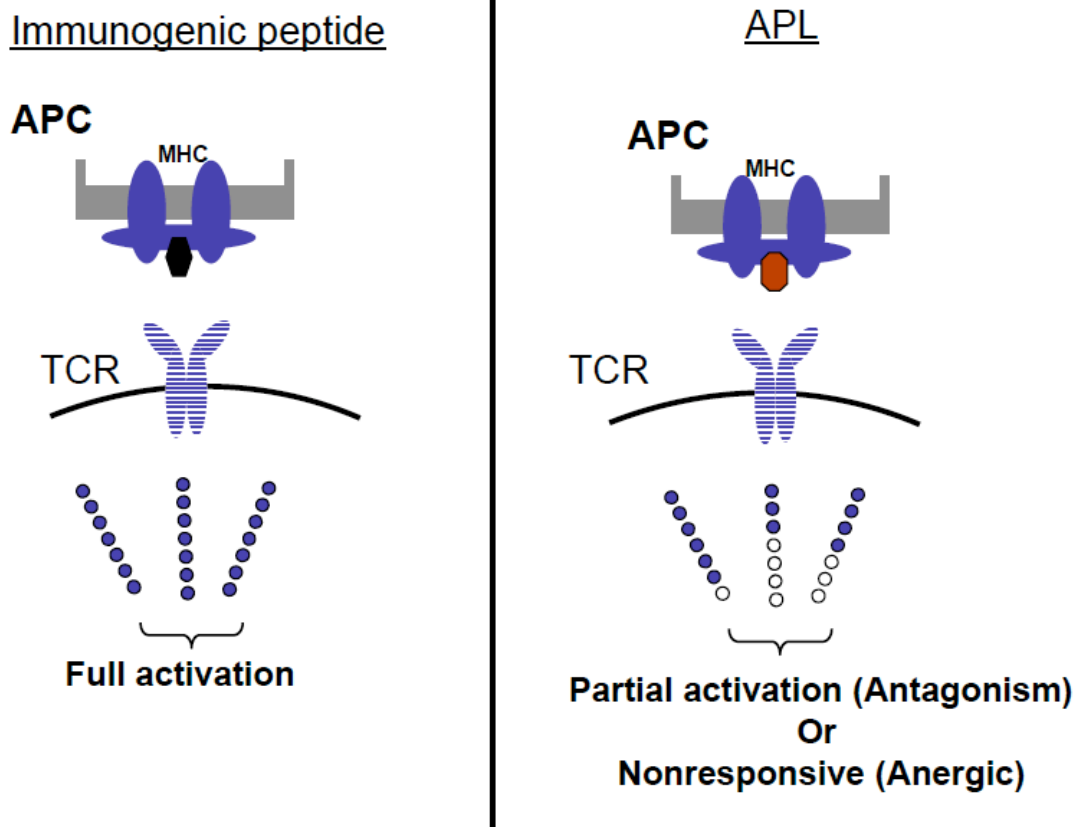 Immunogenic peptide
APC
MHC
TCR
Full activation
APL
APC
MHC
TCR
Partial activation (Antagonism)
Or
Nonresponsive (Anergic)